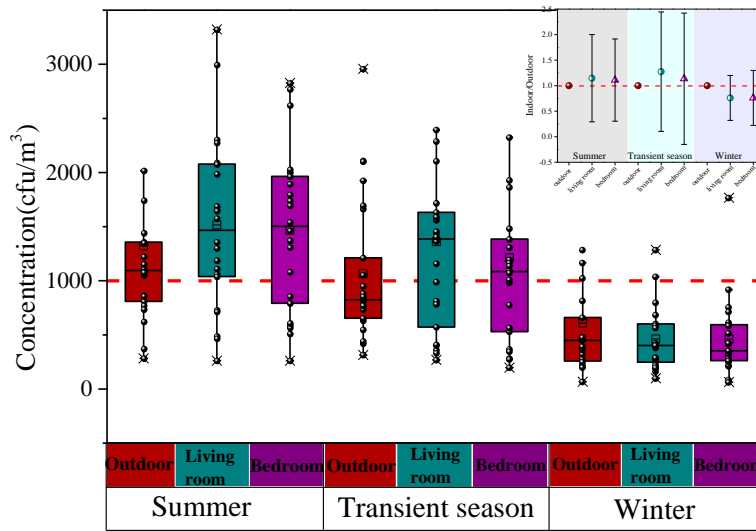 2.5
2.0
1.5
1.0
0.5
0.0
-0.5
Indoor/Outdoor
Summer
Transient season
Winter
outdoor
living room
bedroom
outdoor
living room
bedroom
outdoor
living room
bedroom
3000
2000
1000
0
Concentration(cfu/m³)
Outdoor
Living
room
Bedroom
Outdoor
Living
room
Bedroom
Outdoor
Living
room
Bedroom
Summer
Transient season
Winter